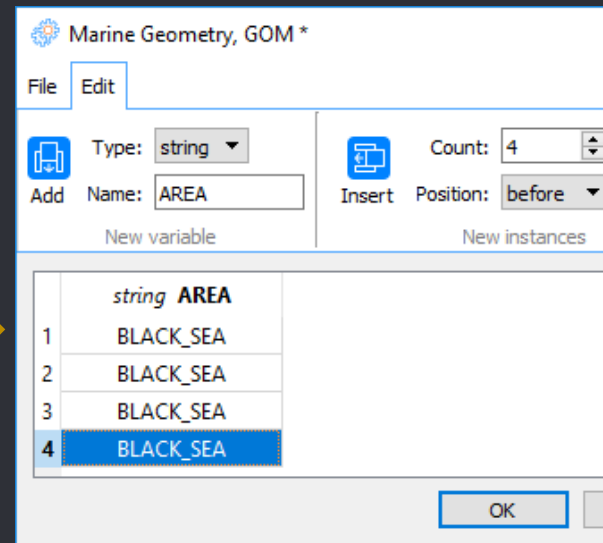 Marine Geometry, GOM *
File Edit
Type: string Count: 4
Add Name: AREA Insert Position: before
New variable New instances
string AREA
1 BLACK_SEA
2 BLACK_SEA
3 BLACK_SEA
4 BLACK_SEA
OK